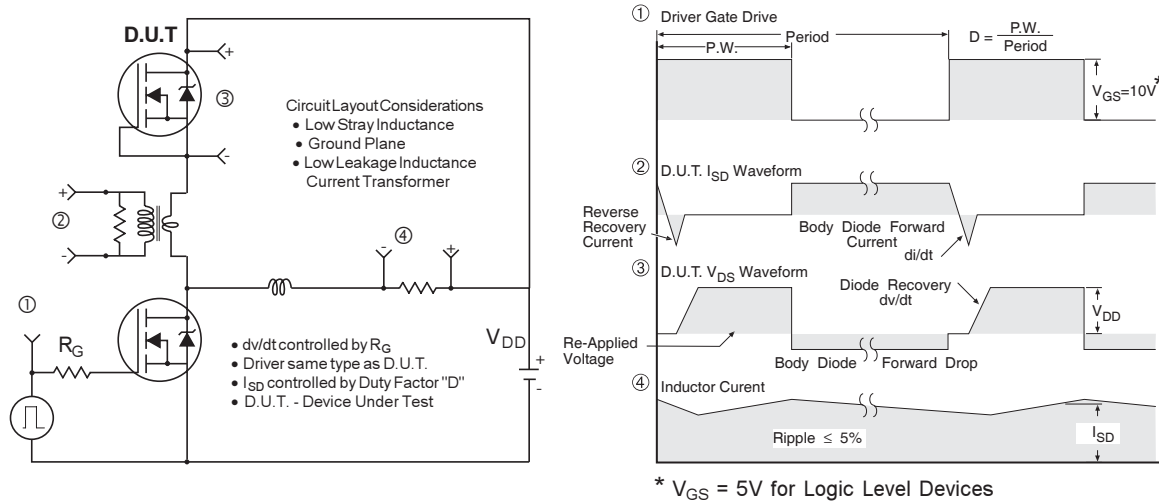 D.U.T
+
③
-
Circuit Layout Considerations
• Low Stray Inductance
• Ground Plane
• Low Leakage Inductance
Current Transformer
+
②
-
④
-
+
①
R_G
V_DD
+
-
• dv/dt controlled by R_G
• Driver same type as D.U.T.
• I_SD controlled by Duty Factor "D"
• D.U.T. - Device Under Test
① Driver Gate Drive
P.W.
Period
D = P.W. / Period
V_GS=10V*
② D.U.T. I_SD Waveform
Reverse
Recovery
Current
Body Diode Forward
Current
di/dt
③ D.U.T. V_DS Waveform
Diode Recovery
dv/dt
V_DD
Re-Applied
Voltage
Body Diode Forward Drop
④ Inductor Curent
Ripple ≤ 5%
I_SD
* V_GS = 5V for Logic Level Devices